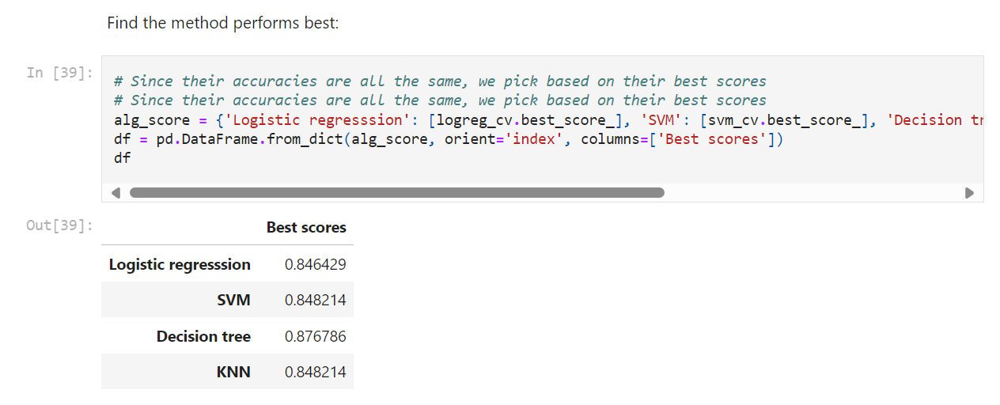 Find the method performs best:
In [39]:
# Since their accuracies are all the same, we pick based on their best scores
# Since their accuracies are all the same, we pick based on their best scores
alg_score = {'Logistic regresssion': [logreg_cv.best_score_], 'SVM': [svm_cv.best_score_], 'Decision tr
df = pd.DataFrame.from_dict(alg_score, orient='index', columns=['Best scores'])
df
Out[39]:
Best scores
Logistic regresssion 0.846429
SVM 0.848214
Decision tree 0.876786
KNN 0.848214